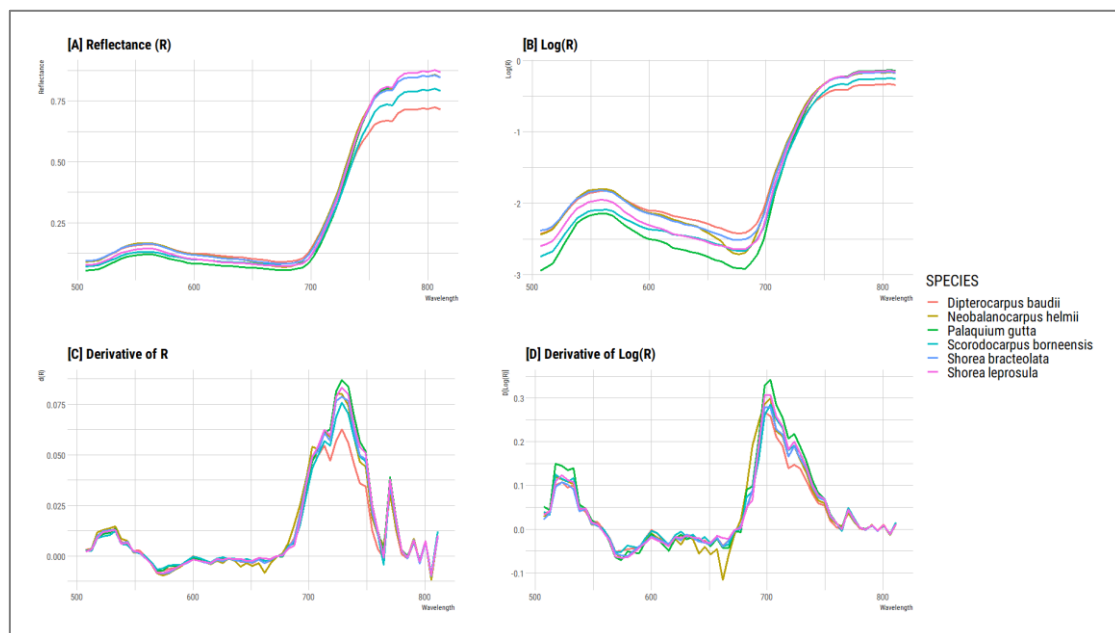 [A] Reflectance (R)
Reflectance
0.75
0.50
0.25
500
600
700
800
Wavelength
[B] Log(R)
Log(R)
0
-1
-2
-3
500
600
700
800
Wavelength
[C] Derivative of R
d(R)
0.075
0.050
0.025
0.000
500
600
700
800
Wavelength
[D] Derivative of Log(R)
D[Log(R)]
0.3
0.2
0.1
0.0
-0.1
500
600
700
800
Wavelength
SPECIES
Dipterocarpus baudii
Neobalanocarpus helmii
Palaquium gutta
Scorodocarpus borneensis
Shorea bracteolata
Shorea leprosula